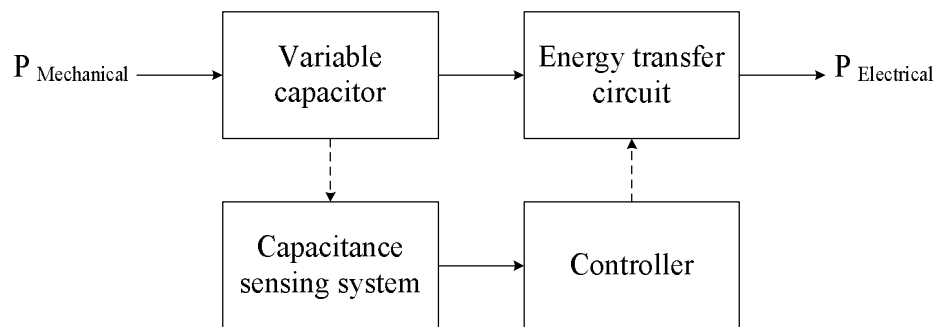 P Mechanical
Variable
capacitor
Energy transfer
circuit
P Electrical
Capacitance
sensing system
Controller